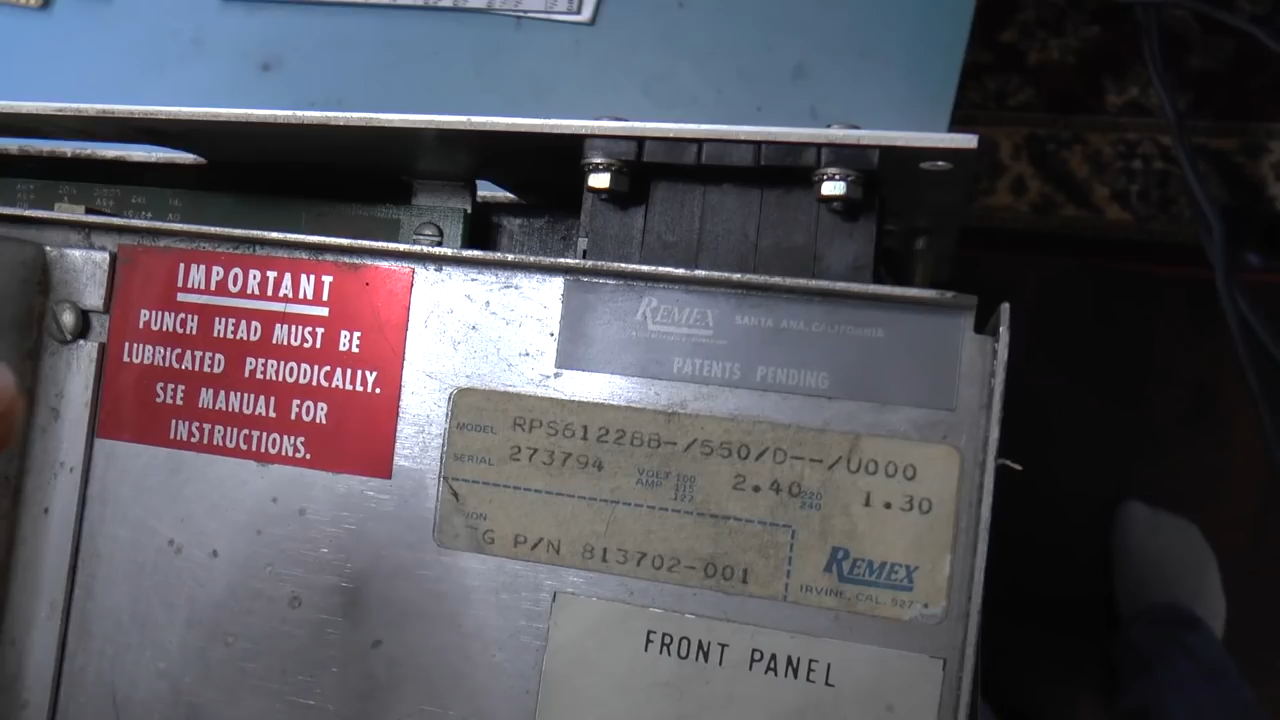 IMPORTANT
PUNCH HEAD MUST BE
LUBRICATED PERIODICALLY.
SEE MANUAL FOR
INSTRUCTIONS.
REMEX SANTA ANA, CALIFORNIA
PATENTS PENDING
MODEL RPS6122BB-/550/D--/U000
SERIAL 273794 VOLT 100 2.40 220 1.30
AMP 115 240
127
G P/N 813702-001
REMEX
IRVINE, CAL.
FRONT PANEL